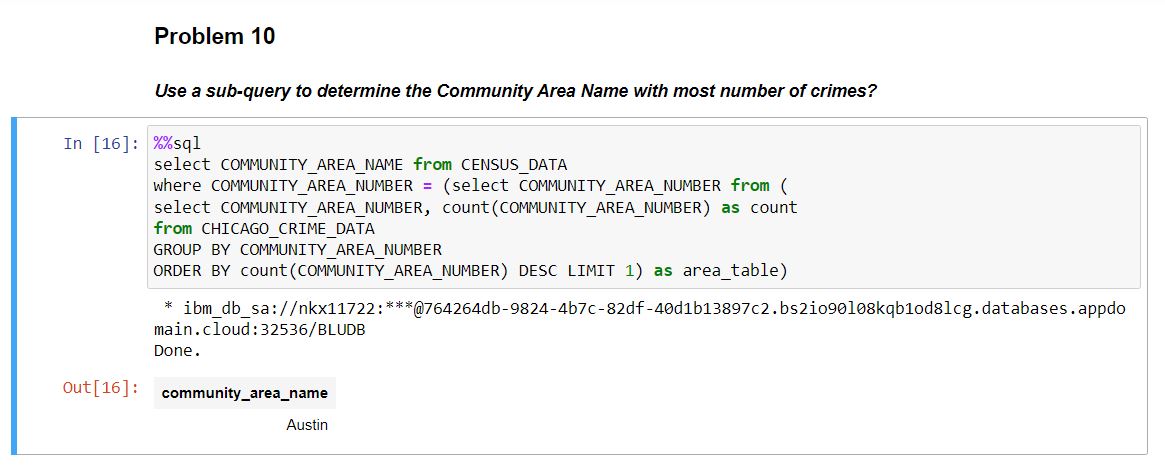 Problem 10
Use a sub-query to determine the Community Area Name with most number of crimes?
In [16]: %%sql
select COMMUNITY_AREA_NAME from CENSUS_DATA
where COMMUNITY_AREA_NUMBER = (select COMMUNITY_AREA_NUMBER from (
select COMMUNITY_AREA_NUMBER, count(COMMUNITY_AREA_NUMBER) as count
from CHICAGO_CRIME_DATA
GROUP BY COMMUNITY_AREA_NUMBER
ORDER BY count(COMMUNITY_AREA_NUMBER) DESC LIMIT 1) as area_table)
* ibm_db_sa://nkx11722:***@764264db-9824-4b7c-82df-40d1b13897c2.bs2io90l08kqb1od8lcg.databases.appdo
main.cloud:32536/BLUDB
Done.
Out[16]: community_area_name
Austin